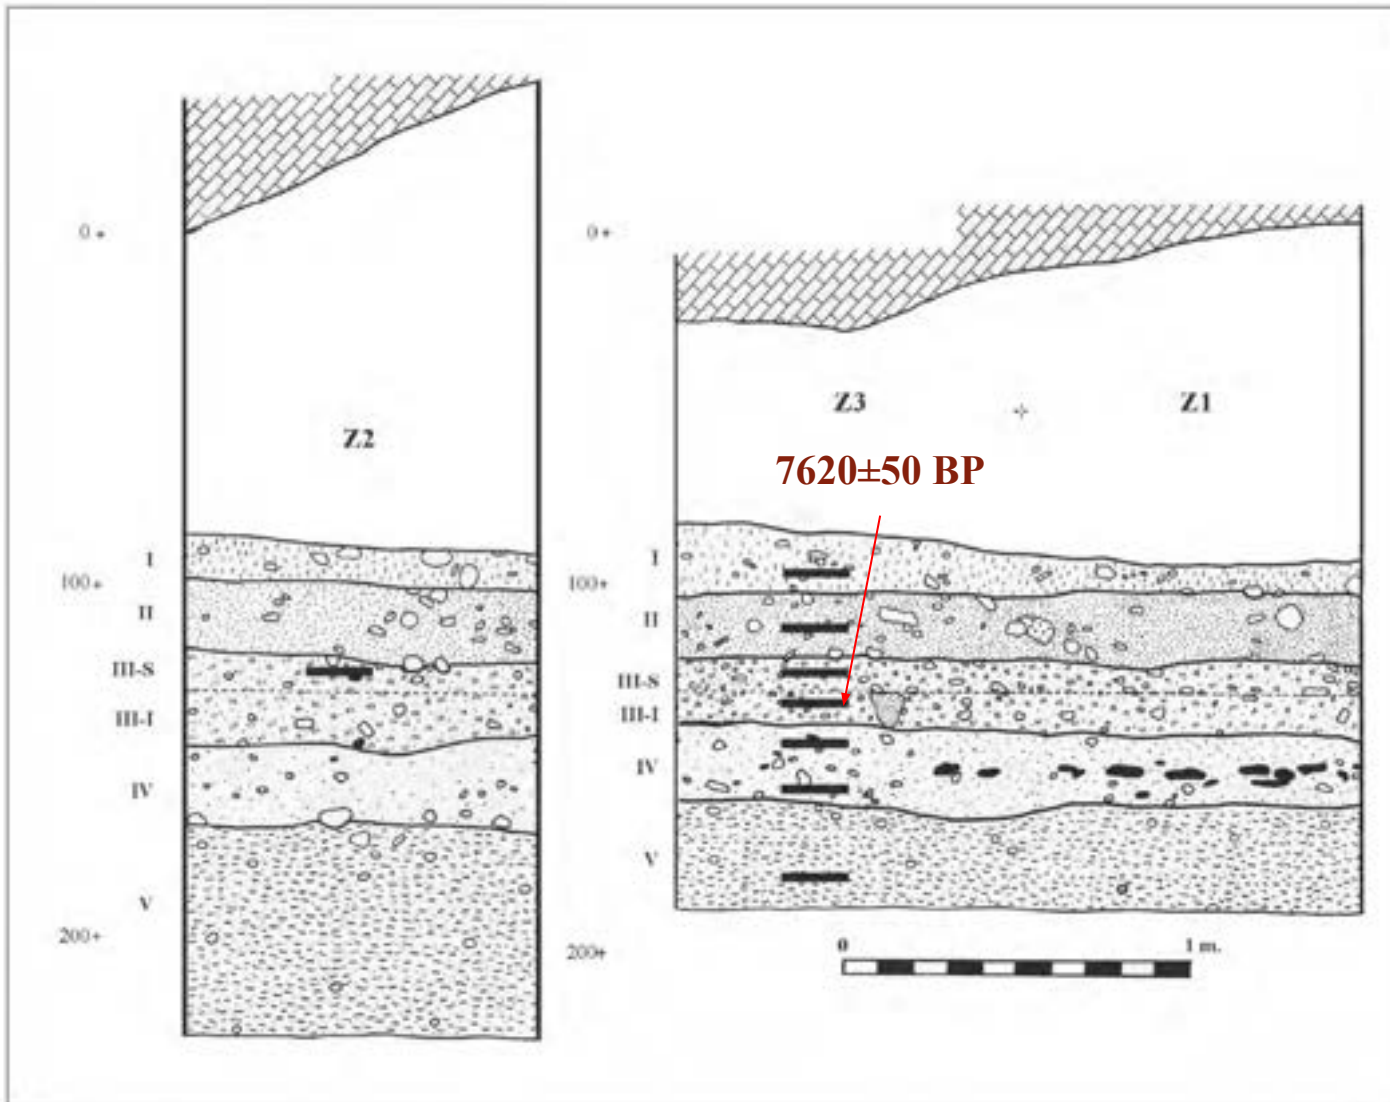 0+
0+
Z3
Z1
Z2
7620±50 BP
I
100+
II
III-S
III-I
IV
V
200+
I
100+
II
III-S
III-I
IV
V
200+
0
1 m.